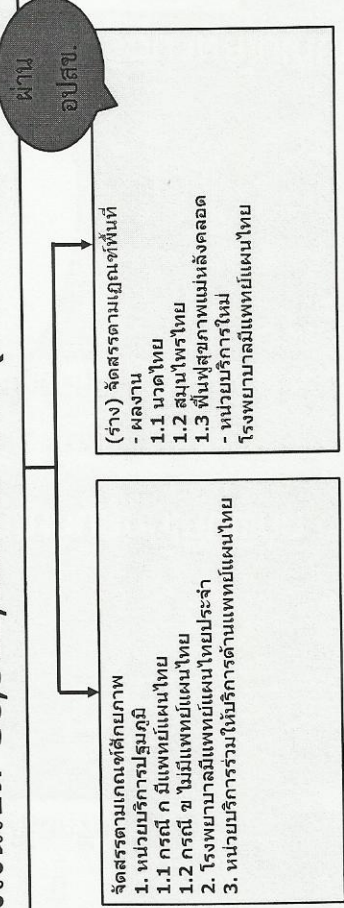 ผ่าน
อปสข.
จัดสรรตามเกณฑ์ศักยภาพ
1. หน่วยบริการปฐมภูมิ
1.1 กรณี ก มีแพทย์แผนไทย
1.2 กรณี ข ไม่มีแพทย์แผนไทย
2. โรงพยาบาลมีแพทย์แผนไทยประจำ
3. หน่วยบริการร่วมให้บริการด้านแพทย์แผนไทย
(ร่าง) จัดสรรตามเฏณฑ์พื้นที่
- ผลงาน
1.1 นวดไทย
1.2 สมุนไพรไทย
1.3 ฟื้นฟูสุขภาพแม่หลังคลอด
- หน่วยบริการใหม่
โรงพยาบาลมีแพทย์แผนไทย